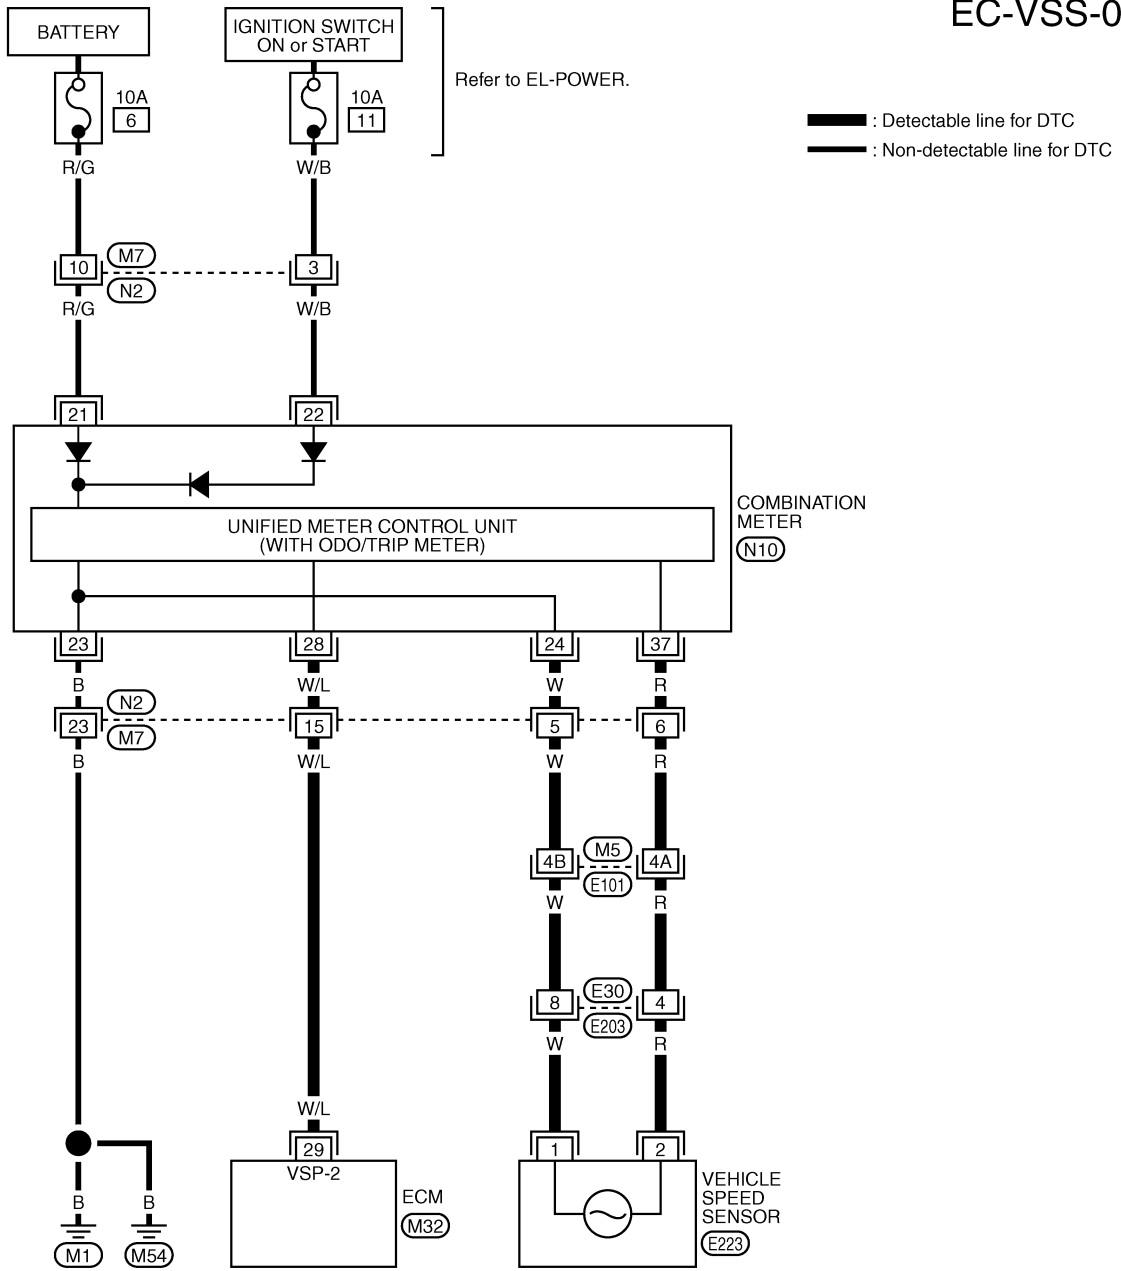 EC-VSS-0
BATTERY
IGNITION SWITCH
ON or START
Refer to EL-POWER.
10A
6
10A
11
: Detectable line for DTC
: Non-detectable line for DTC
R/G
W/B
M7
10
3
N2
R/G
W/B
21
22
UNIFIED METER CONTROL UNIT
(WITH ODO/TRIP METER)
COMBINATION
METER
N10
23
28
24
37
B
W/L
W
R
N2
23
15
5
6
M7
B
W/L
W
R
M5
4B
4A
E101
W
R
E30
8
4
E203
W
R
W/L
29
1
2
VSP-2
ECM
M32
VEHICLE
SPEED
SENSOR
E223
B
B
M1
M54